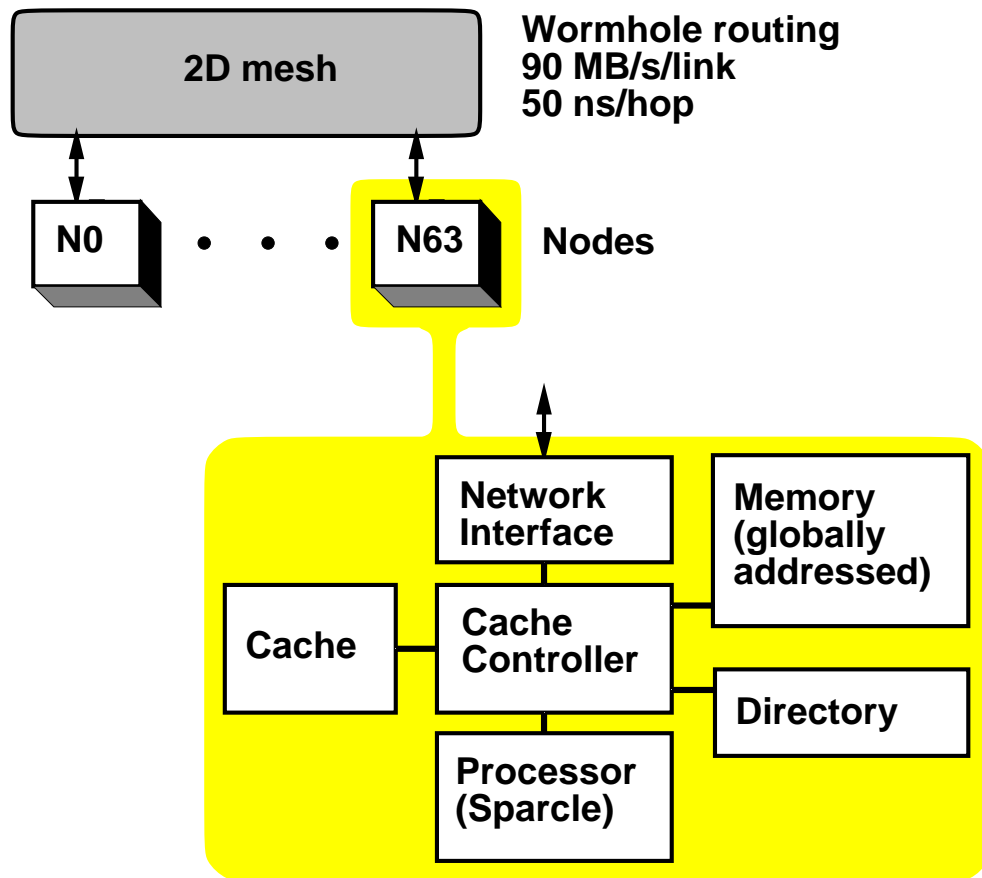 2D mesh
Wormhole routing
90 MB/s/link
50 ns/hop
N0
N63
Nodes
Network
Interface
Memory
(globally
addressed)
Cache
Cache
Controller
Directory
Processor
(Sparcle)